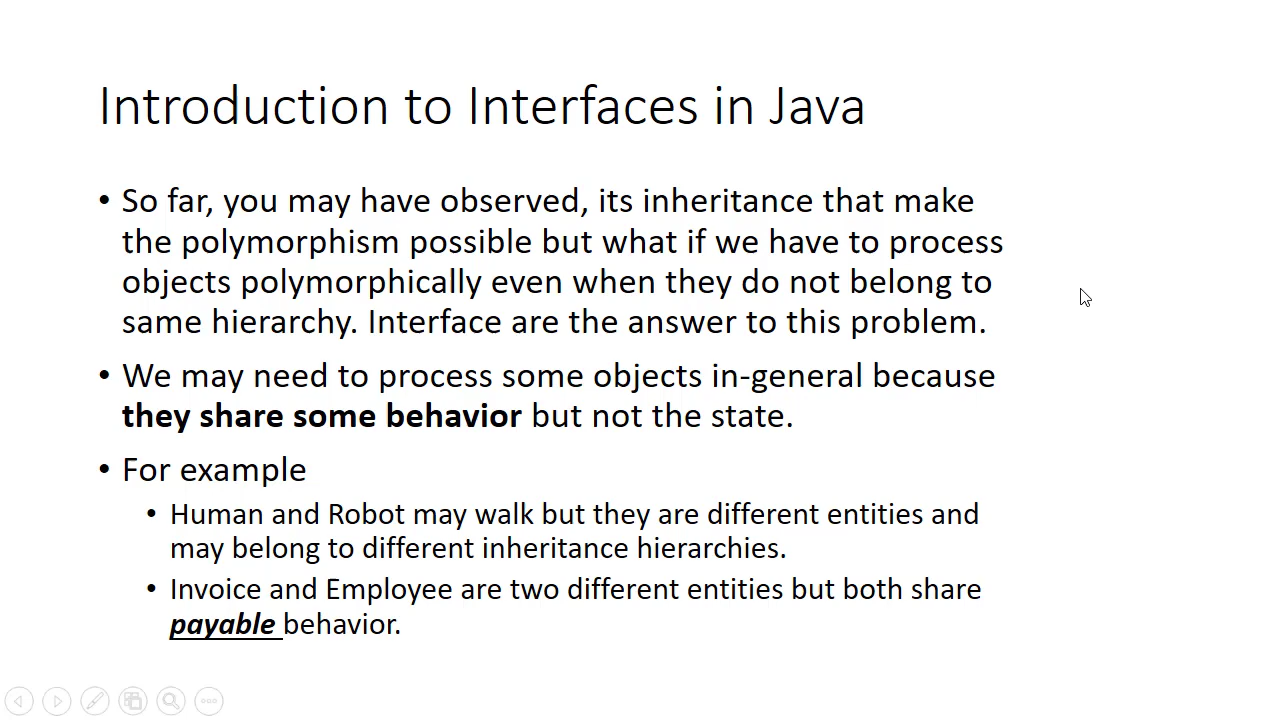 Introduction to Interfaces in Java
• So far, you may have observed, its inheritance that make
the polymorphism possible but what if we have to process
objects polymorphically even when they do not belong to
same hierarchy. Interface are the answer to this problem.
• We may need to process some objects in-general because
they share some behavior but not the state.
• For example
• Human and Robot may walk but they are different entities and
may belong to different inheritance hierarchies.
• Invoice and Employee are two different entities but both share
payable behavior.